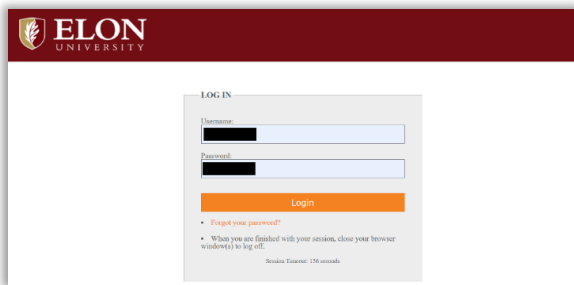 ELON
UNIVERSITY
LOG IN
Username:
Password:
Login
Forgot your password?
When you are finished with your session, close your browser
window(s) to log off.
Session Timeout: 156 seconds